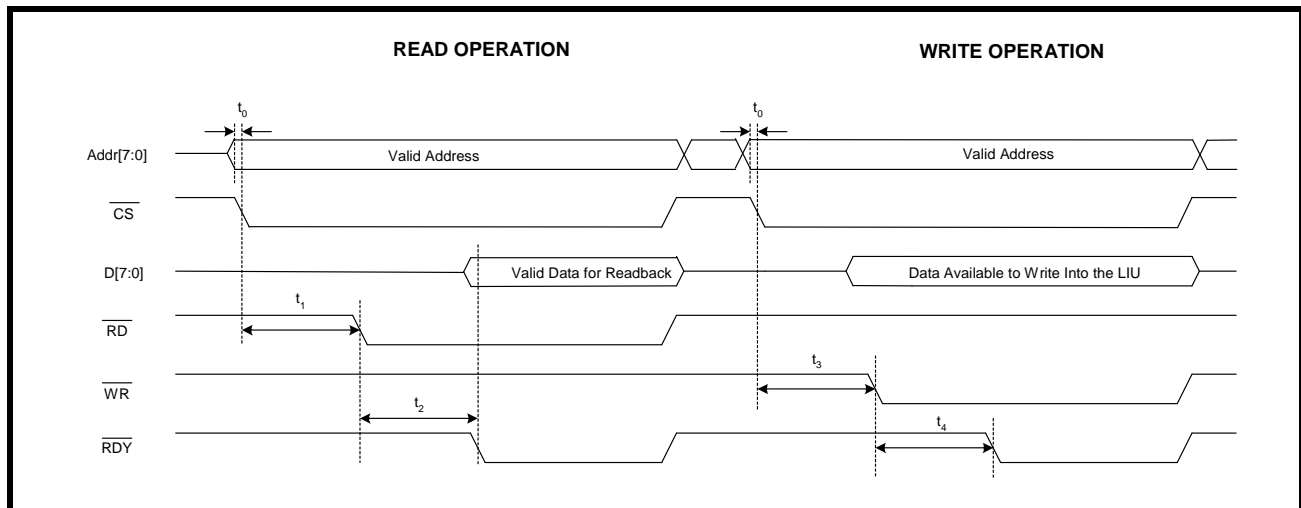 READ OPERATION WRITE OPERATION
t0 t0
Addr[7:0] Valid Address Valid Address
CS
D[7:0] Valid Data for Readback Data Available to Write Into the LIU
t1
RD
t3
WR
t2 t4
RDY